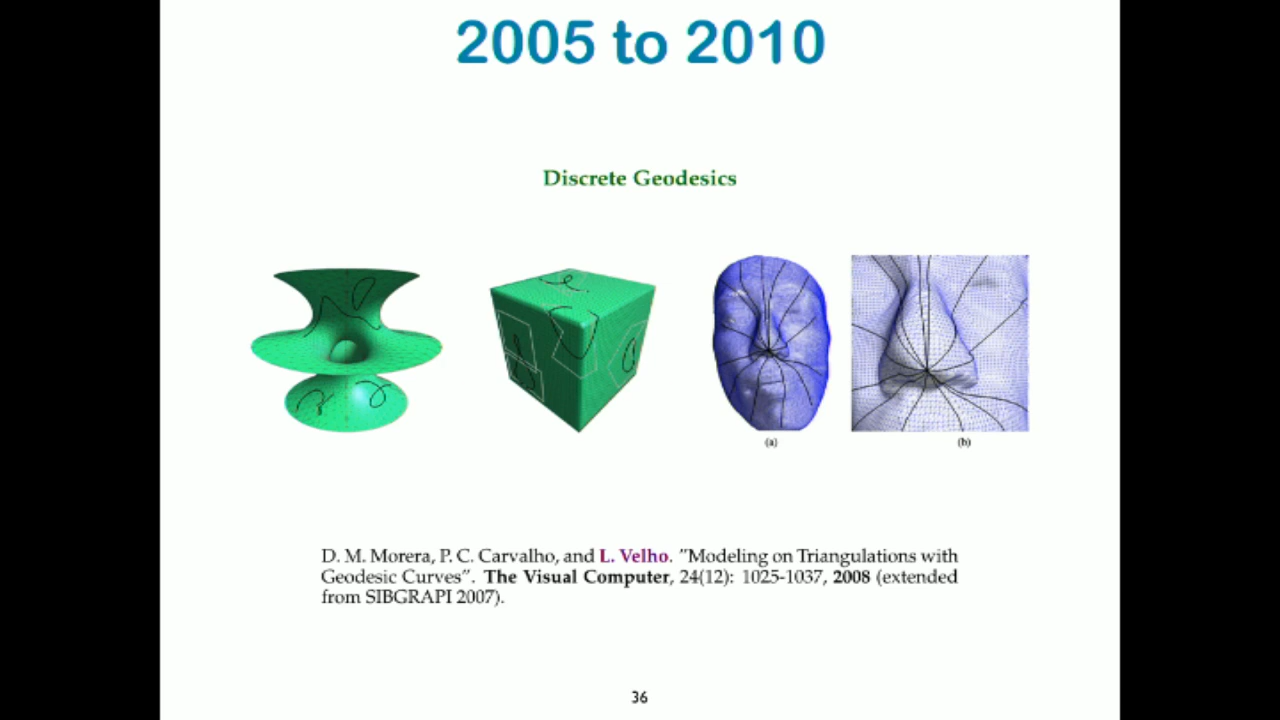 2005 to 2010
Discrete Geodesics
(a)
(b)
D. M. Morera, P. C. Carvalho, and L. Velho. "Modeling on Triangulations with
Geodesic Curves". The Visual Computer, 24(12): 1025-1037, 2008 (extended
from SIBGRAPI 2007).
36